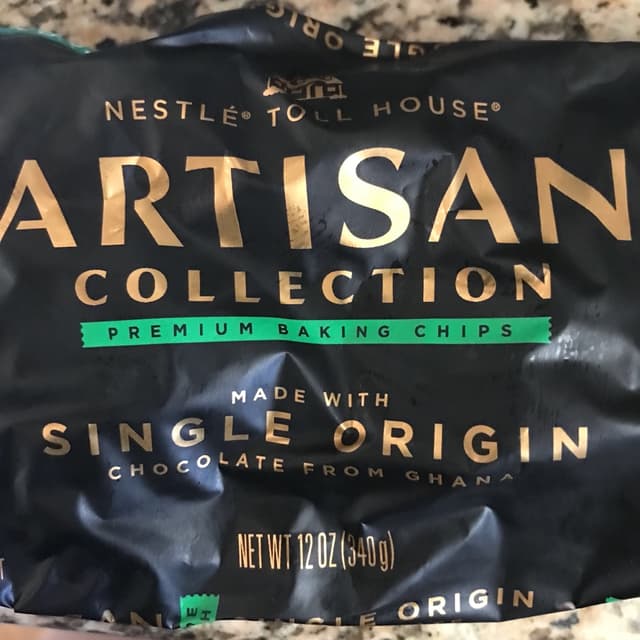 NESTLÉ® TOLL HOUSE®
ARTISAN
COLLECTION
PREMIUM BAKING CHIPS
MADE WITH
SINGLE ORIGIN
CHOCOLATE FROM GHANA
NET WT 12 OZ (340g)
ORIGIN